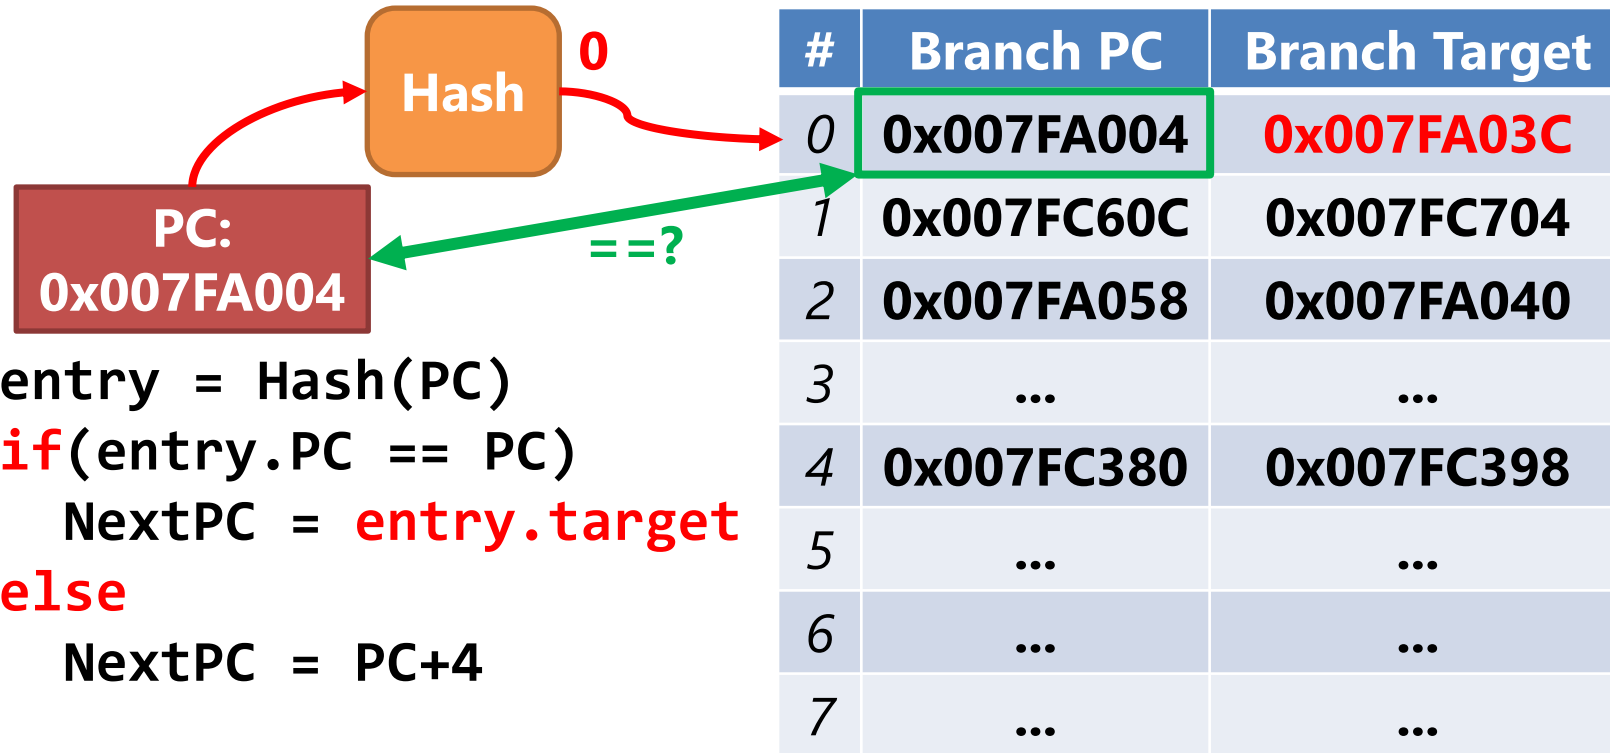 Hash
0
PC:
0x007FA004
==?
entry = Hash(PC)
if(entry.PC == PC)
  NextPC = entry.target
else
  NextPC = PC+4
# Branch PC Branch Target
0 0x007FA004 0x007FA03C
1 0x007FC60C 0x007FC704
2 0x007FA058 0x007FA040
3 ... ...
4 0x007FC380 0x007FC398
5 ... ...
6 ... ...
7 ... ...